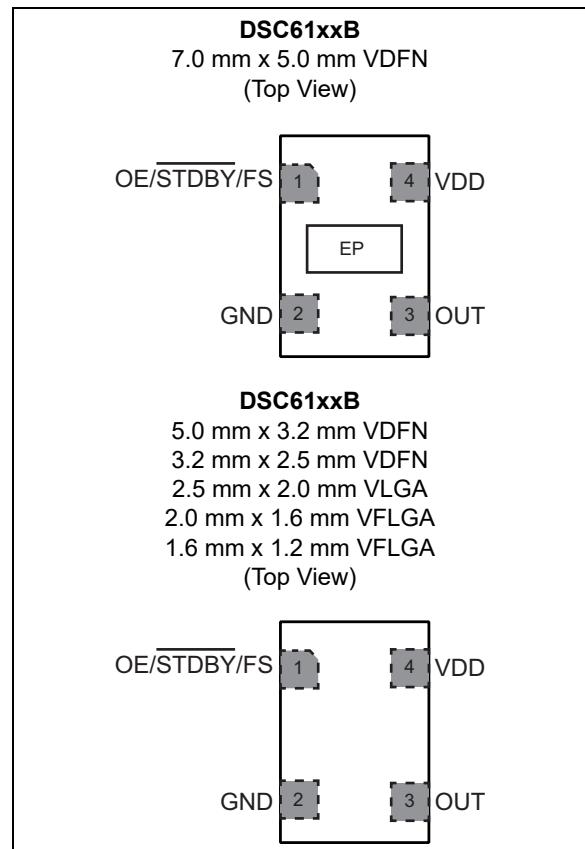 DSC61xxB
7.0 mm x 5.0 mm VDFN
(Top View)
OE/STDBY/FS 1 4 VDD
EP
GND 2 3 OUT
DSC61xxB
5.0 mm x 3.2 mm VDFN
3.2 mm x 2.5 mm VDFN
2.5 mm x 2.0 mm VLGA
2.0 mm x 1.6 mm VFLGA
1.6 mm x 1.2 mm VFLGA
(Top View)
OE/STDBY/FS 1 4 VDD
GND 2 3 OUT